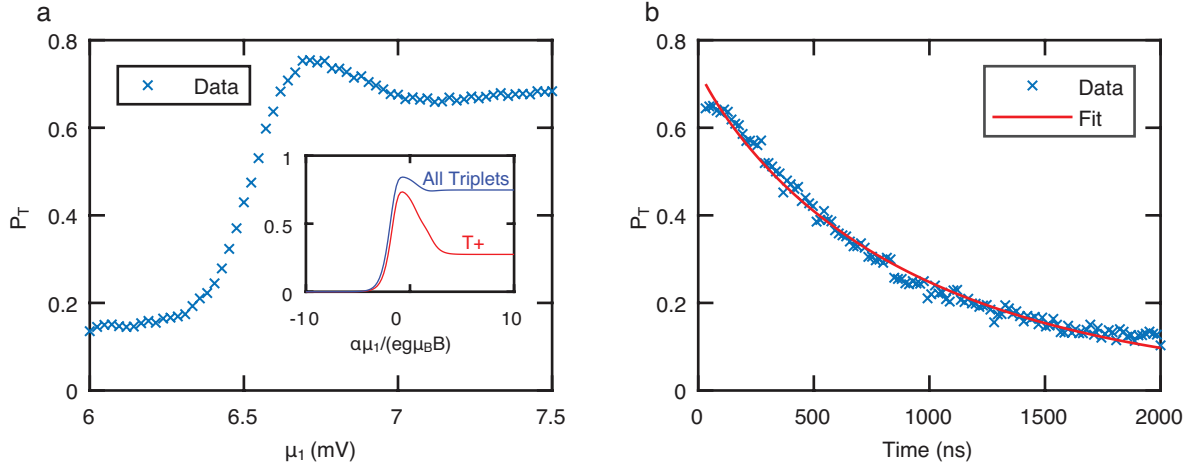 a
0.8
0.6
0.4
0.2
0
P_T
6
6.5
7
7.5
μ₁ (mV)
Data
1
0.5
0
-10
0
10
αμ₁/(egμ_BB)
All Triplets
T+
b
0.8
0.6
0.4
0.2
0
P_T
0
500
1000
1500
2000
Time (ns)
Data
Fit